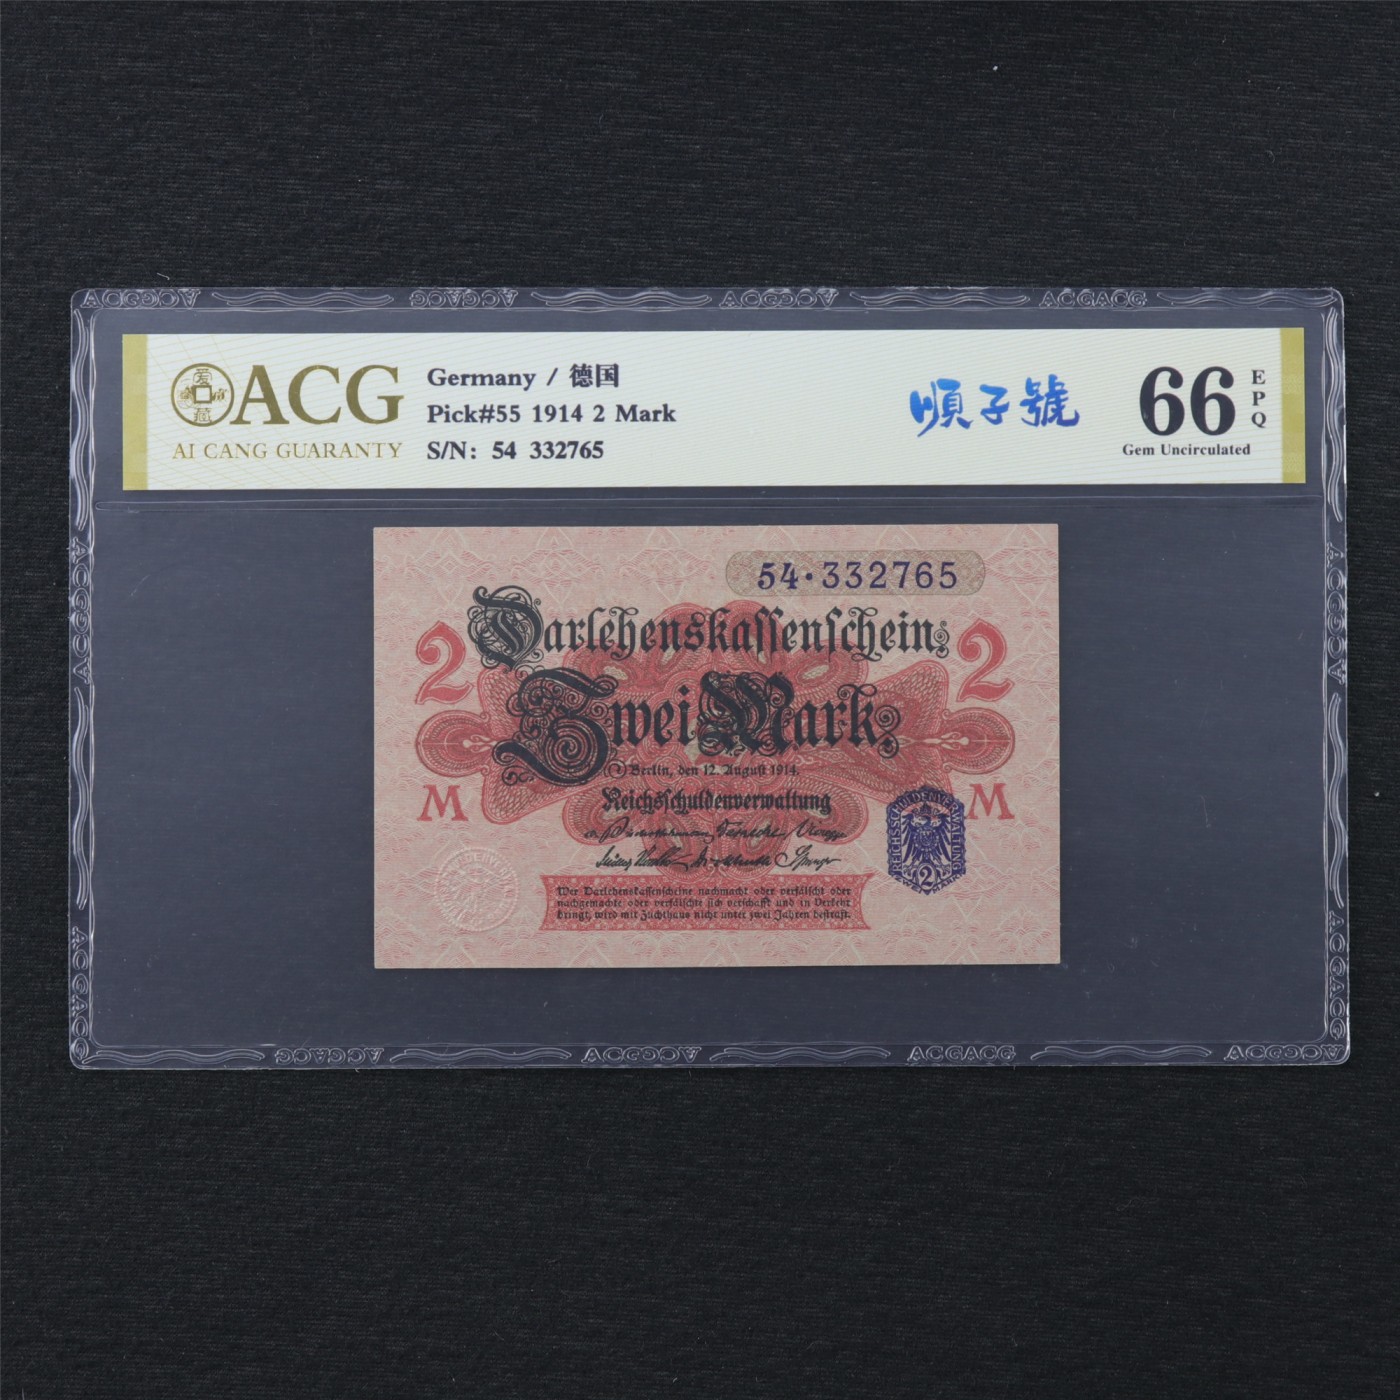 ACG
AI CANG GUARANTY
Germany / 德国
Pick#55 1914 2 Mark
S/N: 54 332765
順子號
66
EPQ
Gem Uncirculated
54·332765
Darlehenskassenschein
2 2
Zwei Mark
Berlin, den 12. August 1914.
Reichsschuldenverwaltung
M M
REICHSSCHULDENVERWALTUNG
2
Wer Darlehenskassenscheine nachmacht oder verfälscht oder
nachgemachte oder verfälschte sich verschafft und in Verkehr
bringt, wird mit Zuchthaus nicht unter zwei Jahren bestraft.